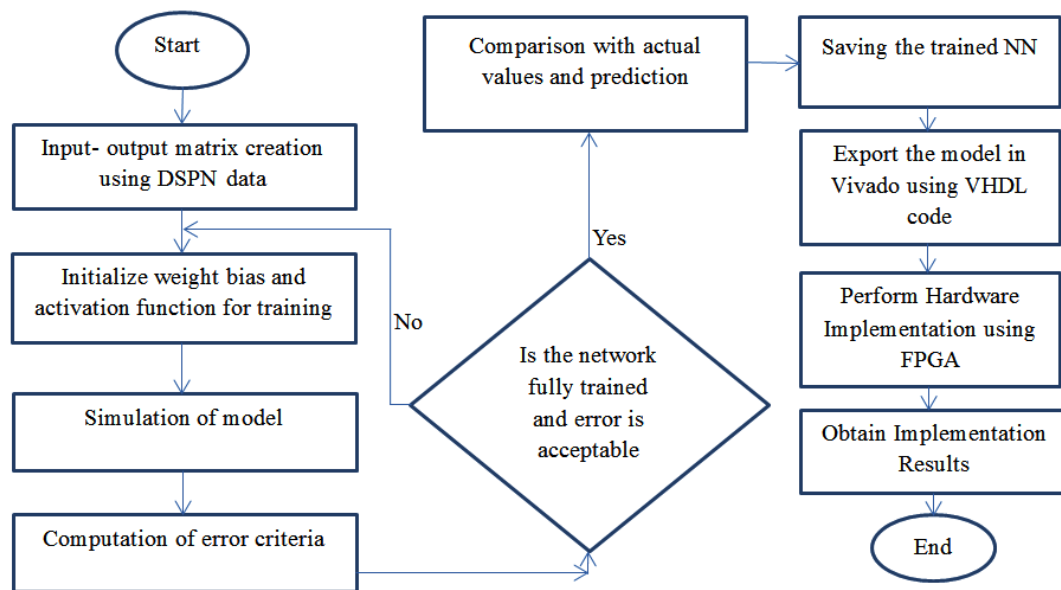 Start
Input- output matrix creation
using DSPN data
Initialize weight bias and
activation function for training
Simulation of model
Computation of error criteria
Is the network
fully trained
and error is
acceptable
No
Yes
Comparison with actual
values and prediction
Saving the trained NN
Export the model in
Vivado using VHDL
code
Perform Hardware
Implementation using
FPGA
Obtain Implementation
Results
End